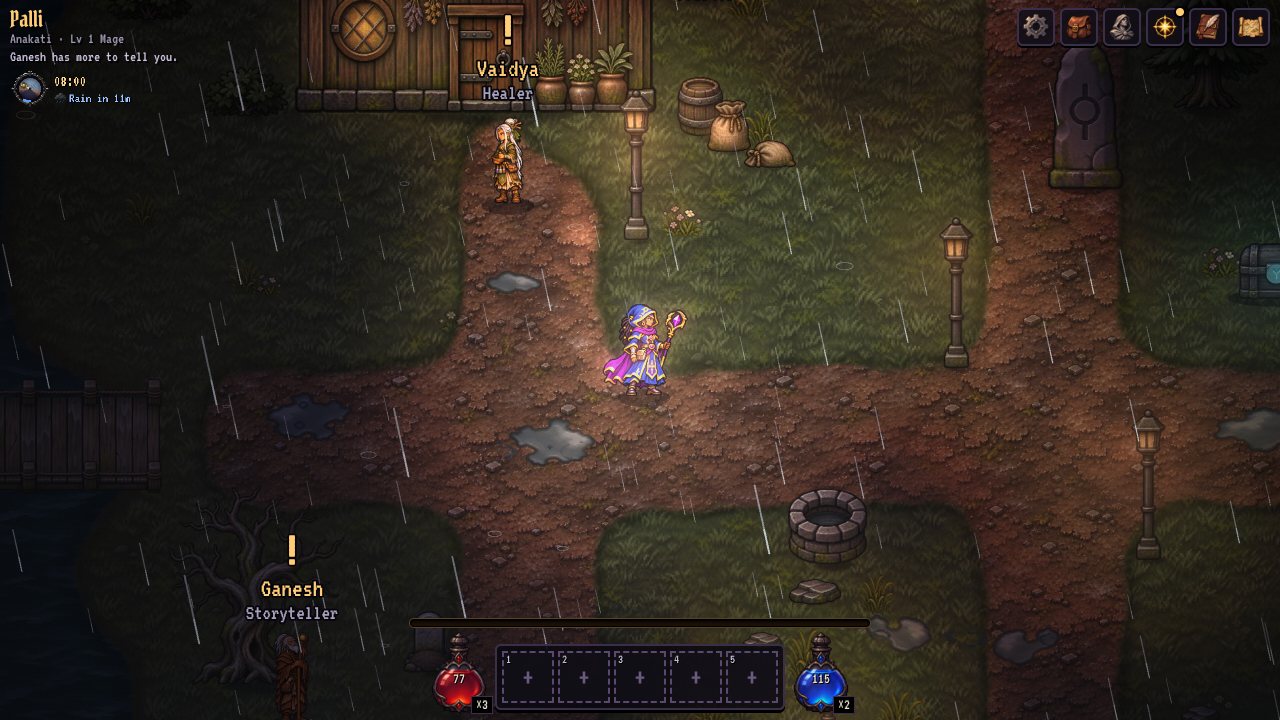 Palli
Anakati · Lv 1 Mage
Ganesh has more to tell you.
08:00
Rain in 11m
!
Vaidya
Healer
!
Ganesh
Storyteller
77
x3
1
2
3
4
5
115
x2